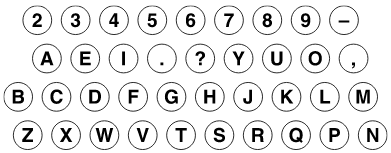 2 3 4 5 6 7 8 9 –
A E I . ? Y U O ,
B C D F G H J K L M
Z X W V T S R Q P N